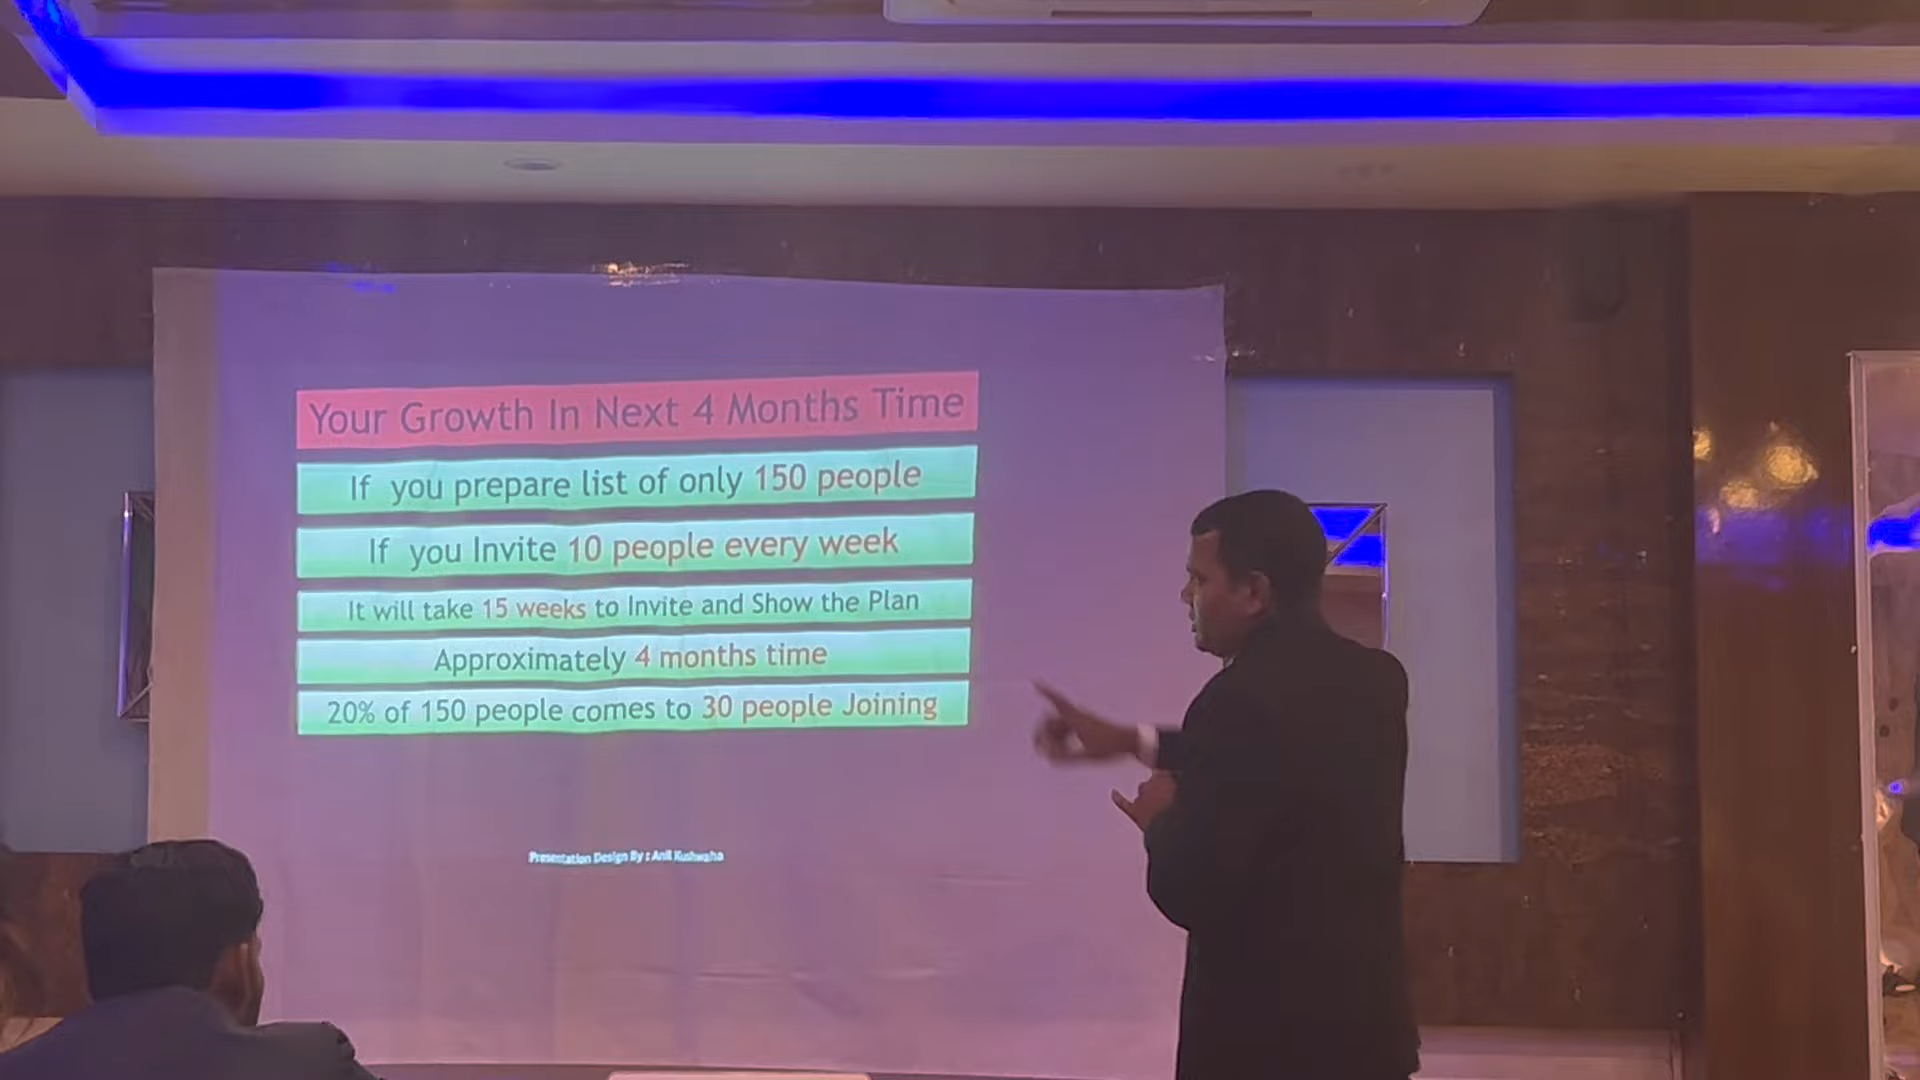 Your Growth In Next 4 Months Time
If you prepare list of only 150 people
If you Invite 10 people every week
It will take 15 weeks to Invite and Show the Plan
Approximately 4 months time
20% of 150 people comes to 30 people Joining
Presentation Design By : Anil Kushwaha